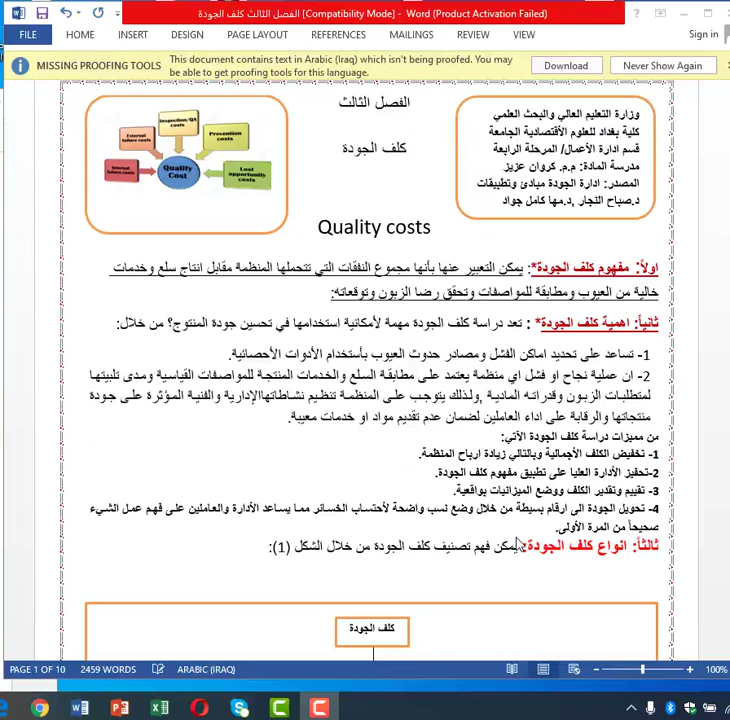 الفصل الثالث كلف الجودة [Compatibility Mode] - Word (Product Activation Failed)
FILE HOME INSERT DESIGN PAGE LAYOUT REFERENCES MAILINGS REVIEW VIEW Sign in
MISSING PROOFING TOOLS This document contains text in Arabic (Iraq) which isn't being proofed. You may be able to get proofing tools for this language. Download Never Show Again
وزارة التعليم العالي والبحث العلمي
كلية بغداد للعلوم الأقتصادية الجامعة
قسم ادارة الأعمال/ المرحلة الرابعة
مدرسة المادة: م.م. كروان عزيز
المصدر: ادارة الجودة مبادئ وتطبيقات
د.صباح النجار ,د.مها كامل جواد
الفصل الثالث
كلف الجودة
Inspection/QA costs
External failure costs
Prevention costs
Internal failure costs
Quality Cost
Lost opportunity costs
Quality costs
اولاً: مفهوم كلف الجودة*: يمكن التعبير عنها بأنها مجموع النفقات التي تتحملها المنظمة مقابل انتاج سلع وخدمات
خالية من العيوب ومطابقة للمواصفات وتحقق رضا الزبون وتوقعاته:
ثانياً: اهمية كلف الجودة* : تعد دراسة كلف الجودة مهمة لأمكانية استخدامها في تحسين جودة المنتوج؟ من خلال:
1- تساعد على تحديد اماكن الفشل ومصادر حدوث العيوب بأستخدام الأدوات الأحصائية.
2- ان عملية نجاح او فشل اي منظمة يعتمد على مطابقة السلع والخدمات المنتجة للمواصفات القياسية ومدى تلبيتها
لمتطلبات الزبون وقدراته المادية ,ولذلك يتوجب على المنظمة تنظيم نشاطاتهاالإدارية والفنية المؤثرة على جودة
منتجاتها والرقابة على اداء العاملين لضمان عدم تقديم مواد او خدمات معيبة.
من مميزات دراسة كلف الجودة الآتي:
1- تخفيض الكلف الأجمالية وبالتالي زيادة ارباح المنظمة.
2-تحفيز الأدارة العليا على تطبيق مفهوم كلف الجودة.
3- تقييم وتقدير الكلف ووضع الميزانيات بواقعية.
4- تحويل الجودة الى ارقام بسيطة من خلال وضع نسب واضحة لأحتساب الخسائر مما يساعد الأدارة والعاملين على فهم عمل الشيء
صحيحاً من المرة الأولى.
ثالثاً: انواع كلف الجودة: يمكن فهم تصنيف كلف الجودة من خلال الشكل (1):
كلف الجودة
PAGE 1 OF 10 2459 WORDS ARABIC (IRAQ) 100%